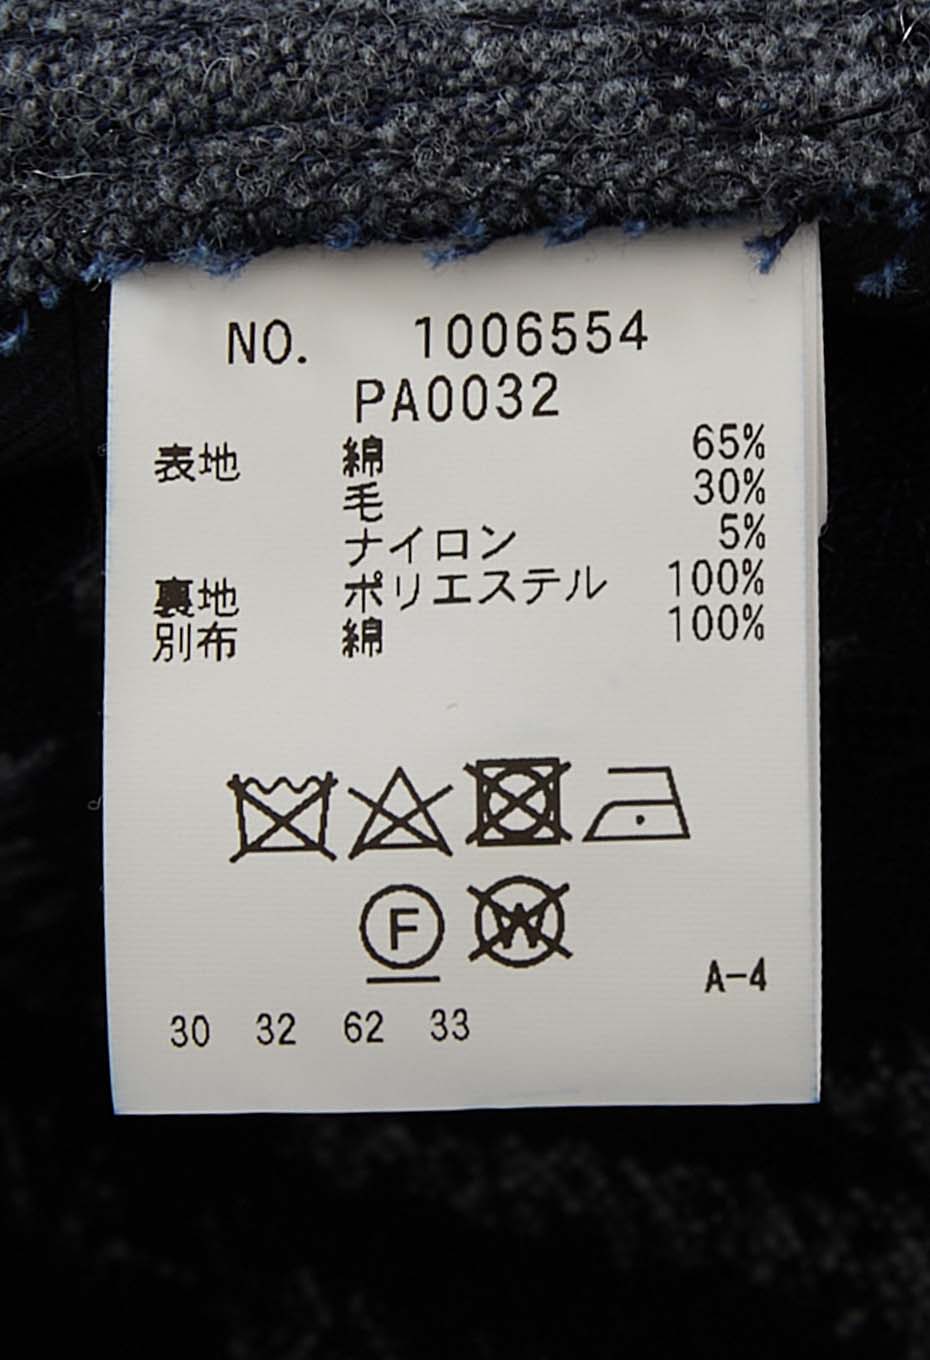 NO. 1006554
PA0032
表地 綿 65%
毛 30%
ナイロン 5%
裏地 ポリエステル 100%
別布 綿 100%
F W
A-4
30 32 62 33